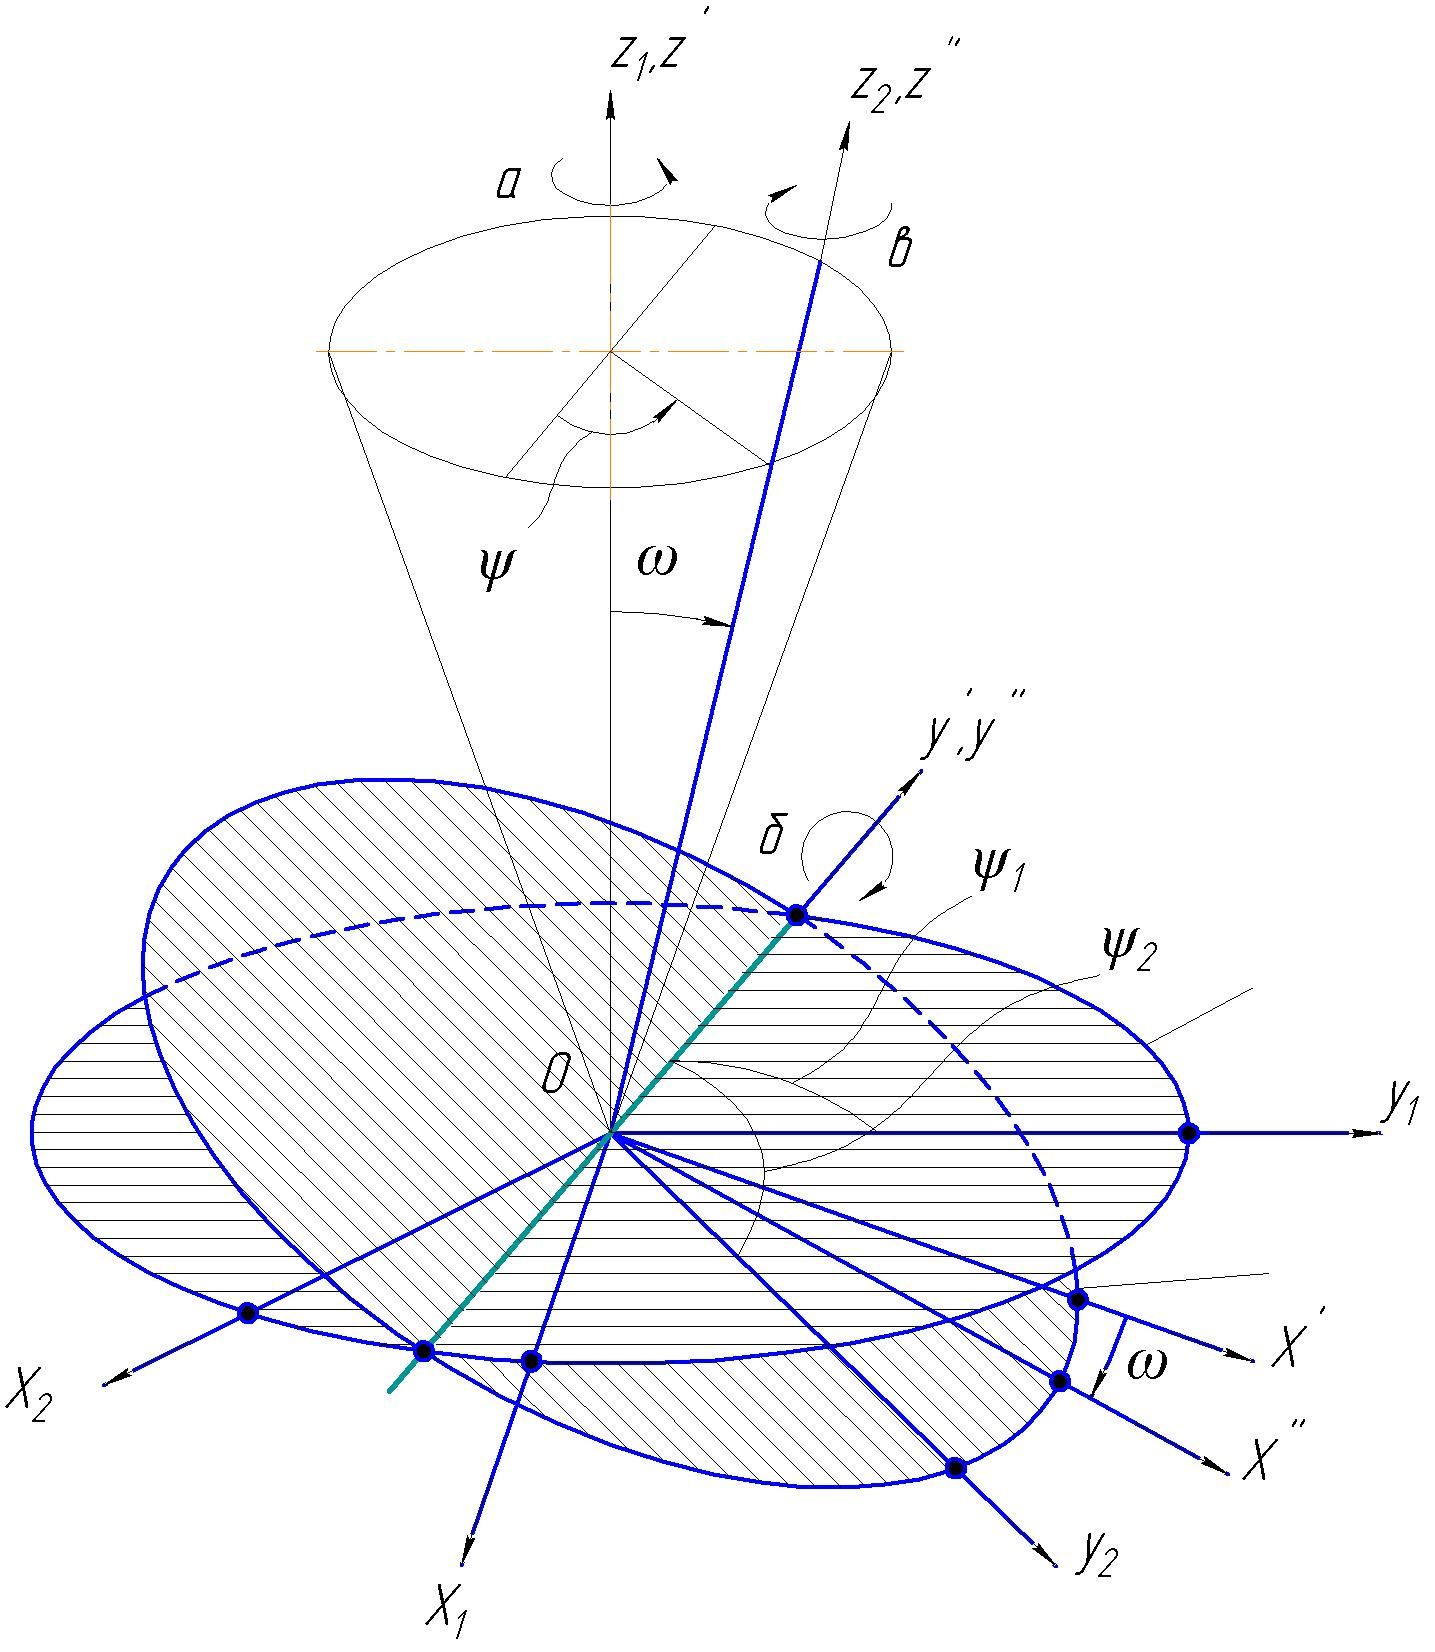 z₁,z'
z₂,z"
а
в
ψ
ω
y',y"
б
ψ₁
ψ₂
О
y₁
x'
ω
x₂
x"
y₂
x₁